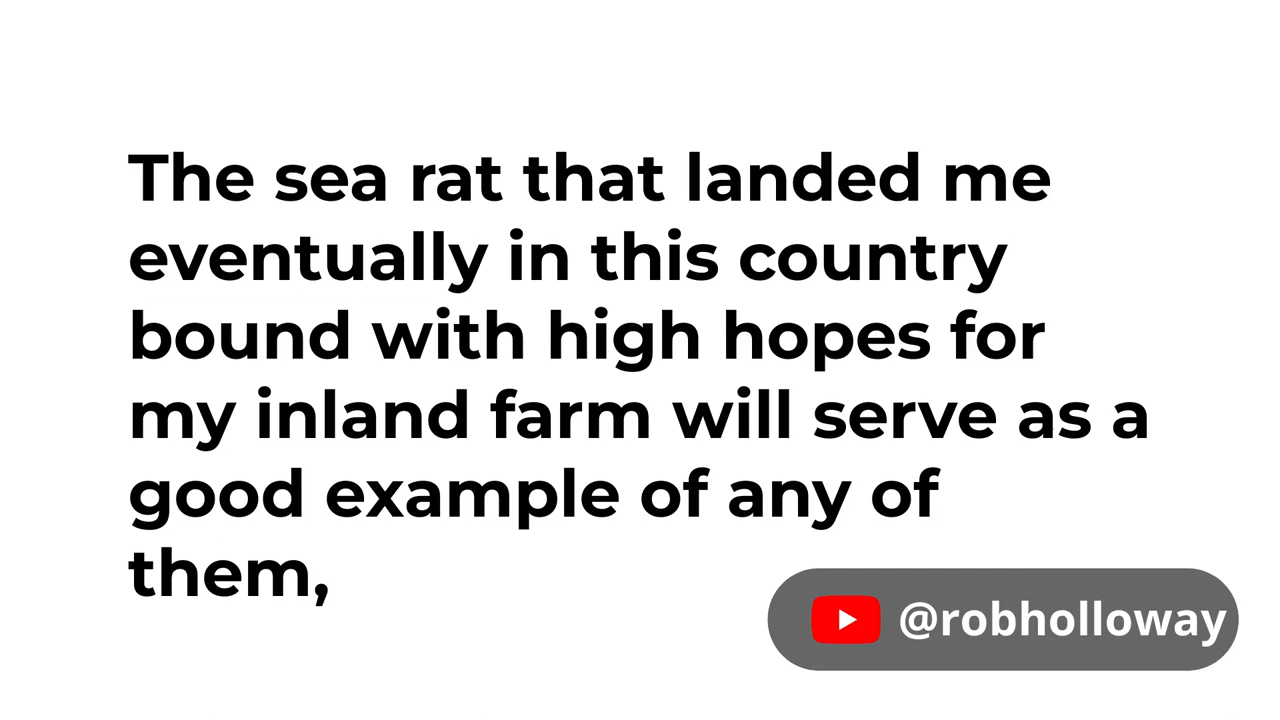 The sea rat that landed me
eventually in this country
bound with high hopes for
my inland farm will serve as a
good example of any of
them,
@robholloway